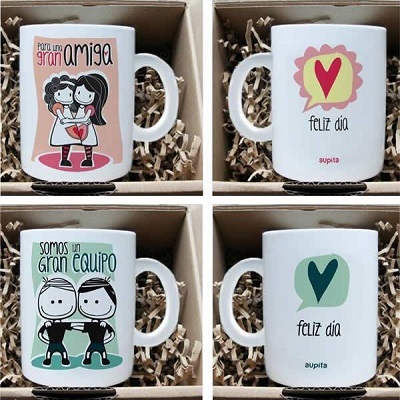 Para una
gran amiga
feliz día
aupita
Somos un
gran equipo
feliz día
aupita